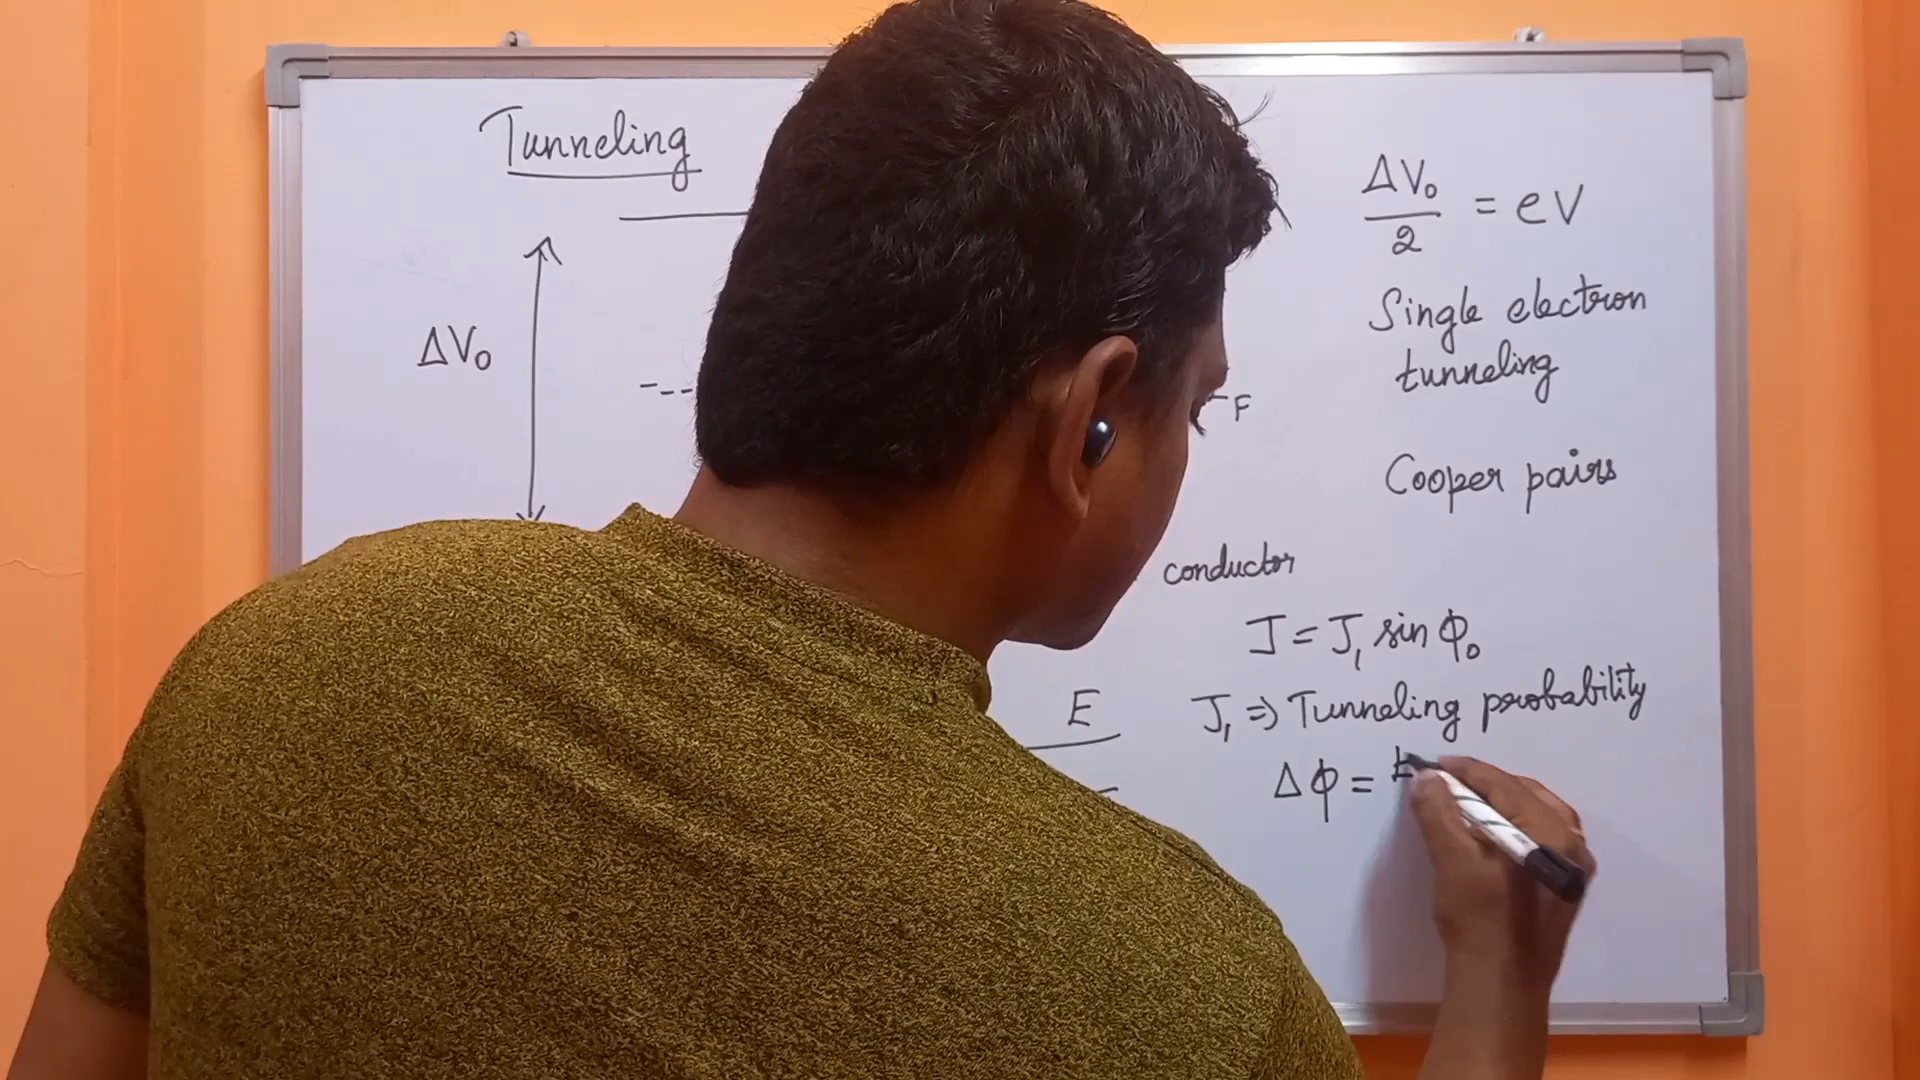 Tunneling
ΔV₀
F
conductor
E
ΔV₀/2 = eV
Single electron
tunneling
Cooper pairs
J = J₁ sin ϕ₀
J₁ ⇒ Tunneling probability
Δϕ =